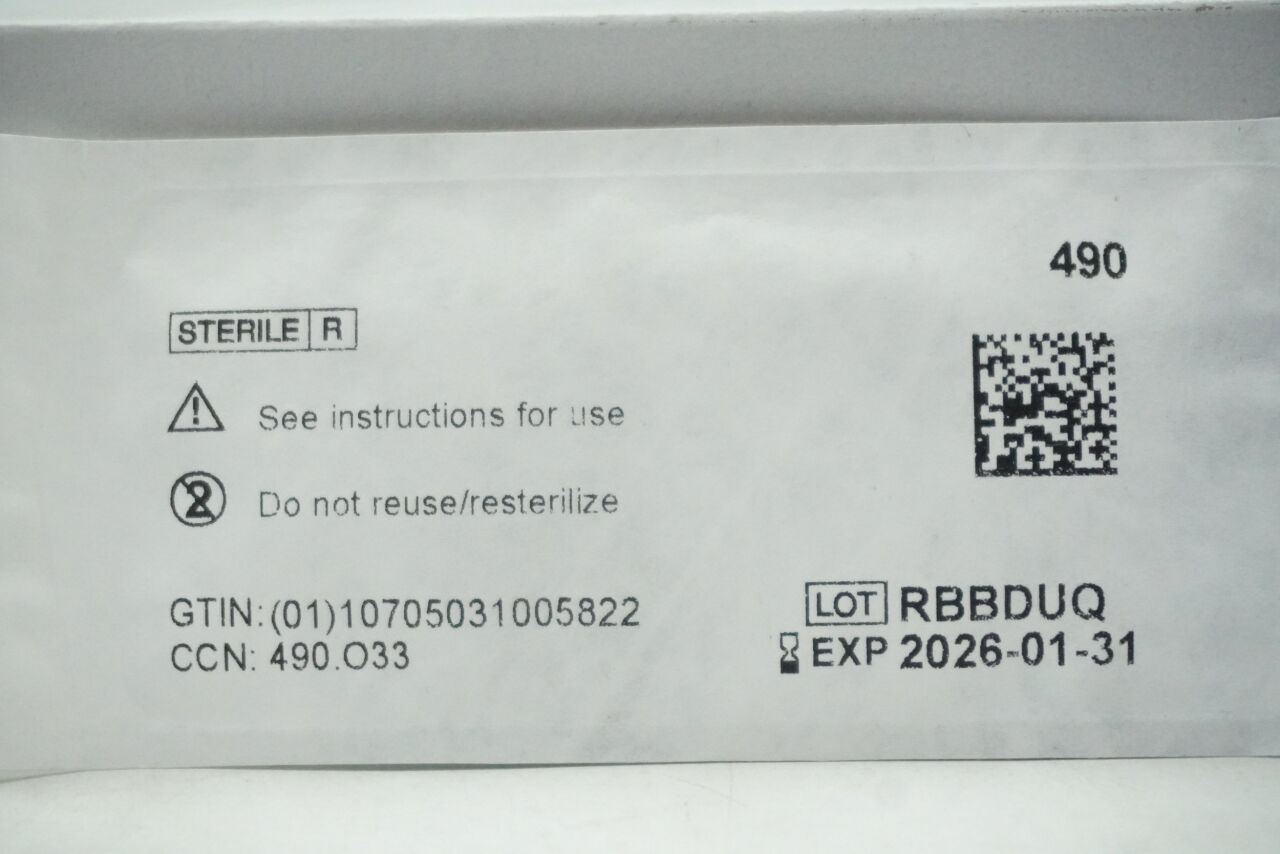 490
STERILE R
See instructions for use
2 Do not reuse/resterilize
GTIN: (01)10705031005822
CCN: 490.O33
LOT RBBDUQ
EXP 2026-01-31